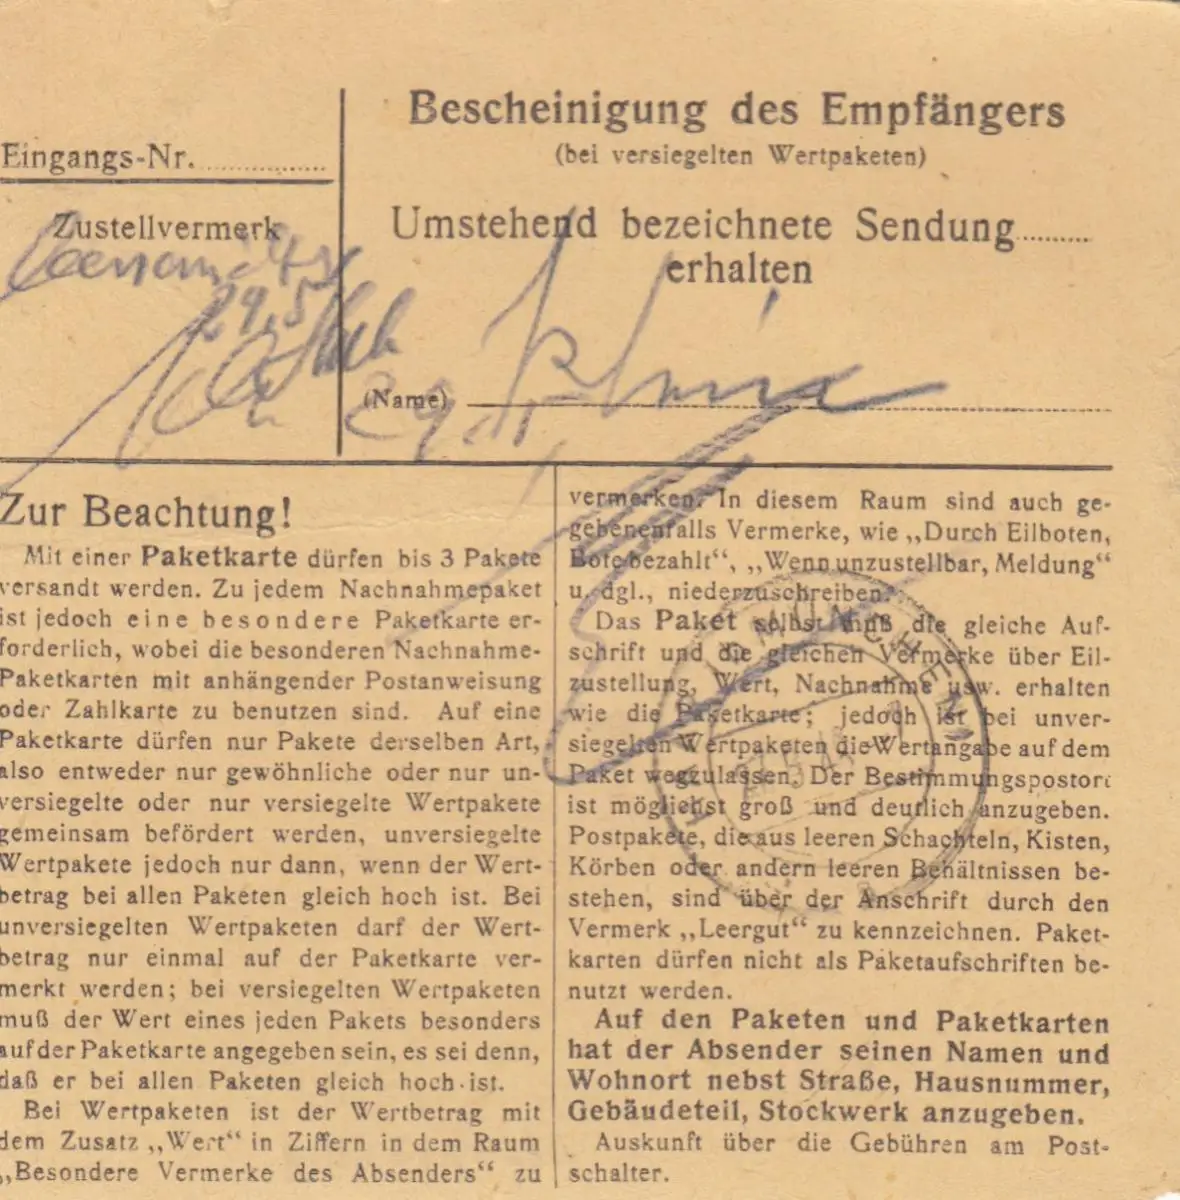 Bescheinigung des Empfängers
(bei versiegelten Wertpaketen)
Eingangs-Nr.
Zustellvermerk
Umstehend bezeichnete Sendung
erhalten
29.5
(Name)
29.
Zur Beachtung!
Mit einer Paketkarte dürfen bis 3 Pakete
versandt werden. Zu jedem Nachnahmepaket
ist jedoch eine besondere Paketkarte er-
forderlich, wobei die besonderen Nachnahme-
Paketkarten mit anhängender Postanweisung
oder Zahlkarte zu benutzen sind. Auf eine
Paketkarte dürfen nur Pakete derselben Art,
also entweder nur gewöhnliche oder nur un-
versiegelte oder nur versiegelte Wertpakete
gemeinsam befördert werden, unversiegelte
Wertpakete jedoch nur dann, wenn der Wert-
betrag bei allen Paketen gleich hoch ist. Bei
unversiegelten Wertpaketen darf der Wert-
betrag nur einmal auf der Paketkarte ver-
merkt werden; bei versiegelten Wertpaketen
muß der Wert eines jeden Pakets besonders
auf der Paketkarte angegeben sein, es sei denn,
daß er bei allen Paketen gleich hoch ist.
Bei Wertpaketen ist der Wertbetrag mit
dem Zusatz „Wert“ in Ziffern in dem Raum
„Besondere Vermerke des Absenders“ zu
vermerken. In diesem Raum sind auch ge-
gebenenfalls Vermerke, wie „Durch Eilboten,
Bote bezahlt“, „Wenn unzustellbar, Meldung“
u. dgl., niederzuschreiben.
Das Paket selbst muß die gleiche Auf-
schrift und die gleichen Vermerke über Eil-
zustellung, Wert, Nachnahme usw. erhalten
wie die Paketkarte; jedoch ist bei unver-
siegelten Wertpaketen die Wertangabe auf dem
Paket wegzulassen. Der Bestimmungspostort
ist möglichst groß und deutlich anzugeben.
Postpakete, die aus leeren Schachteln, Kisten,
Körben oder andern leeren Behältnissen be-
stehen, sind über der Anschrift durch den
Vermerk „Leergut“ zu kennzeichnen. Paket-
karten dürfen nicht als Paketaufschriften be-
nutzt werden.
Auf den Paketen und Paketkarten
hat der Absender seinen Namen und
Wohnort nebst Straße, Hausnummer,
Gebäudeteil, Stockwerk anzugeben.
Auskunft über die Gebühren am Post-
schalter.